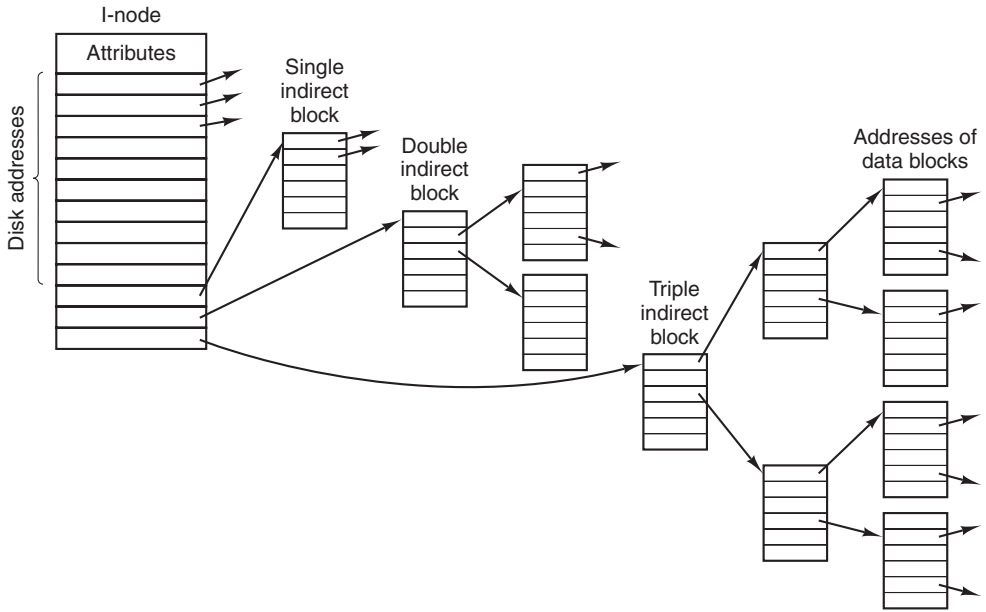 I-node
Attributes
Disk addresses
Single
indirect
block
Double
indirect
block
Triple
indirect
block
Addresses of
data blocks